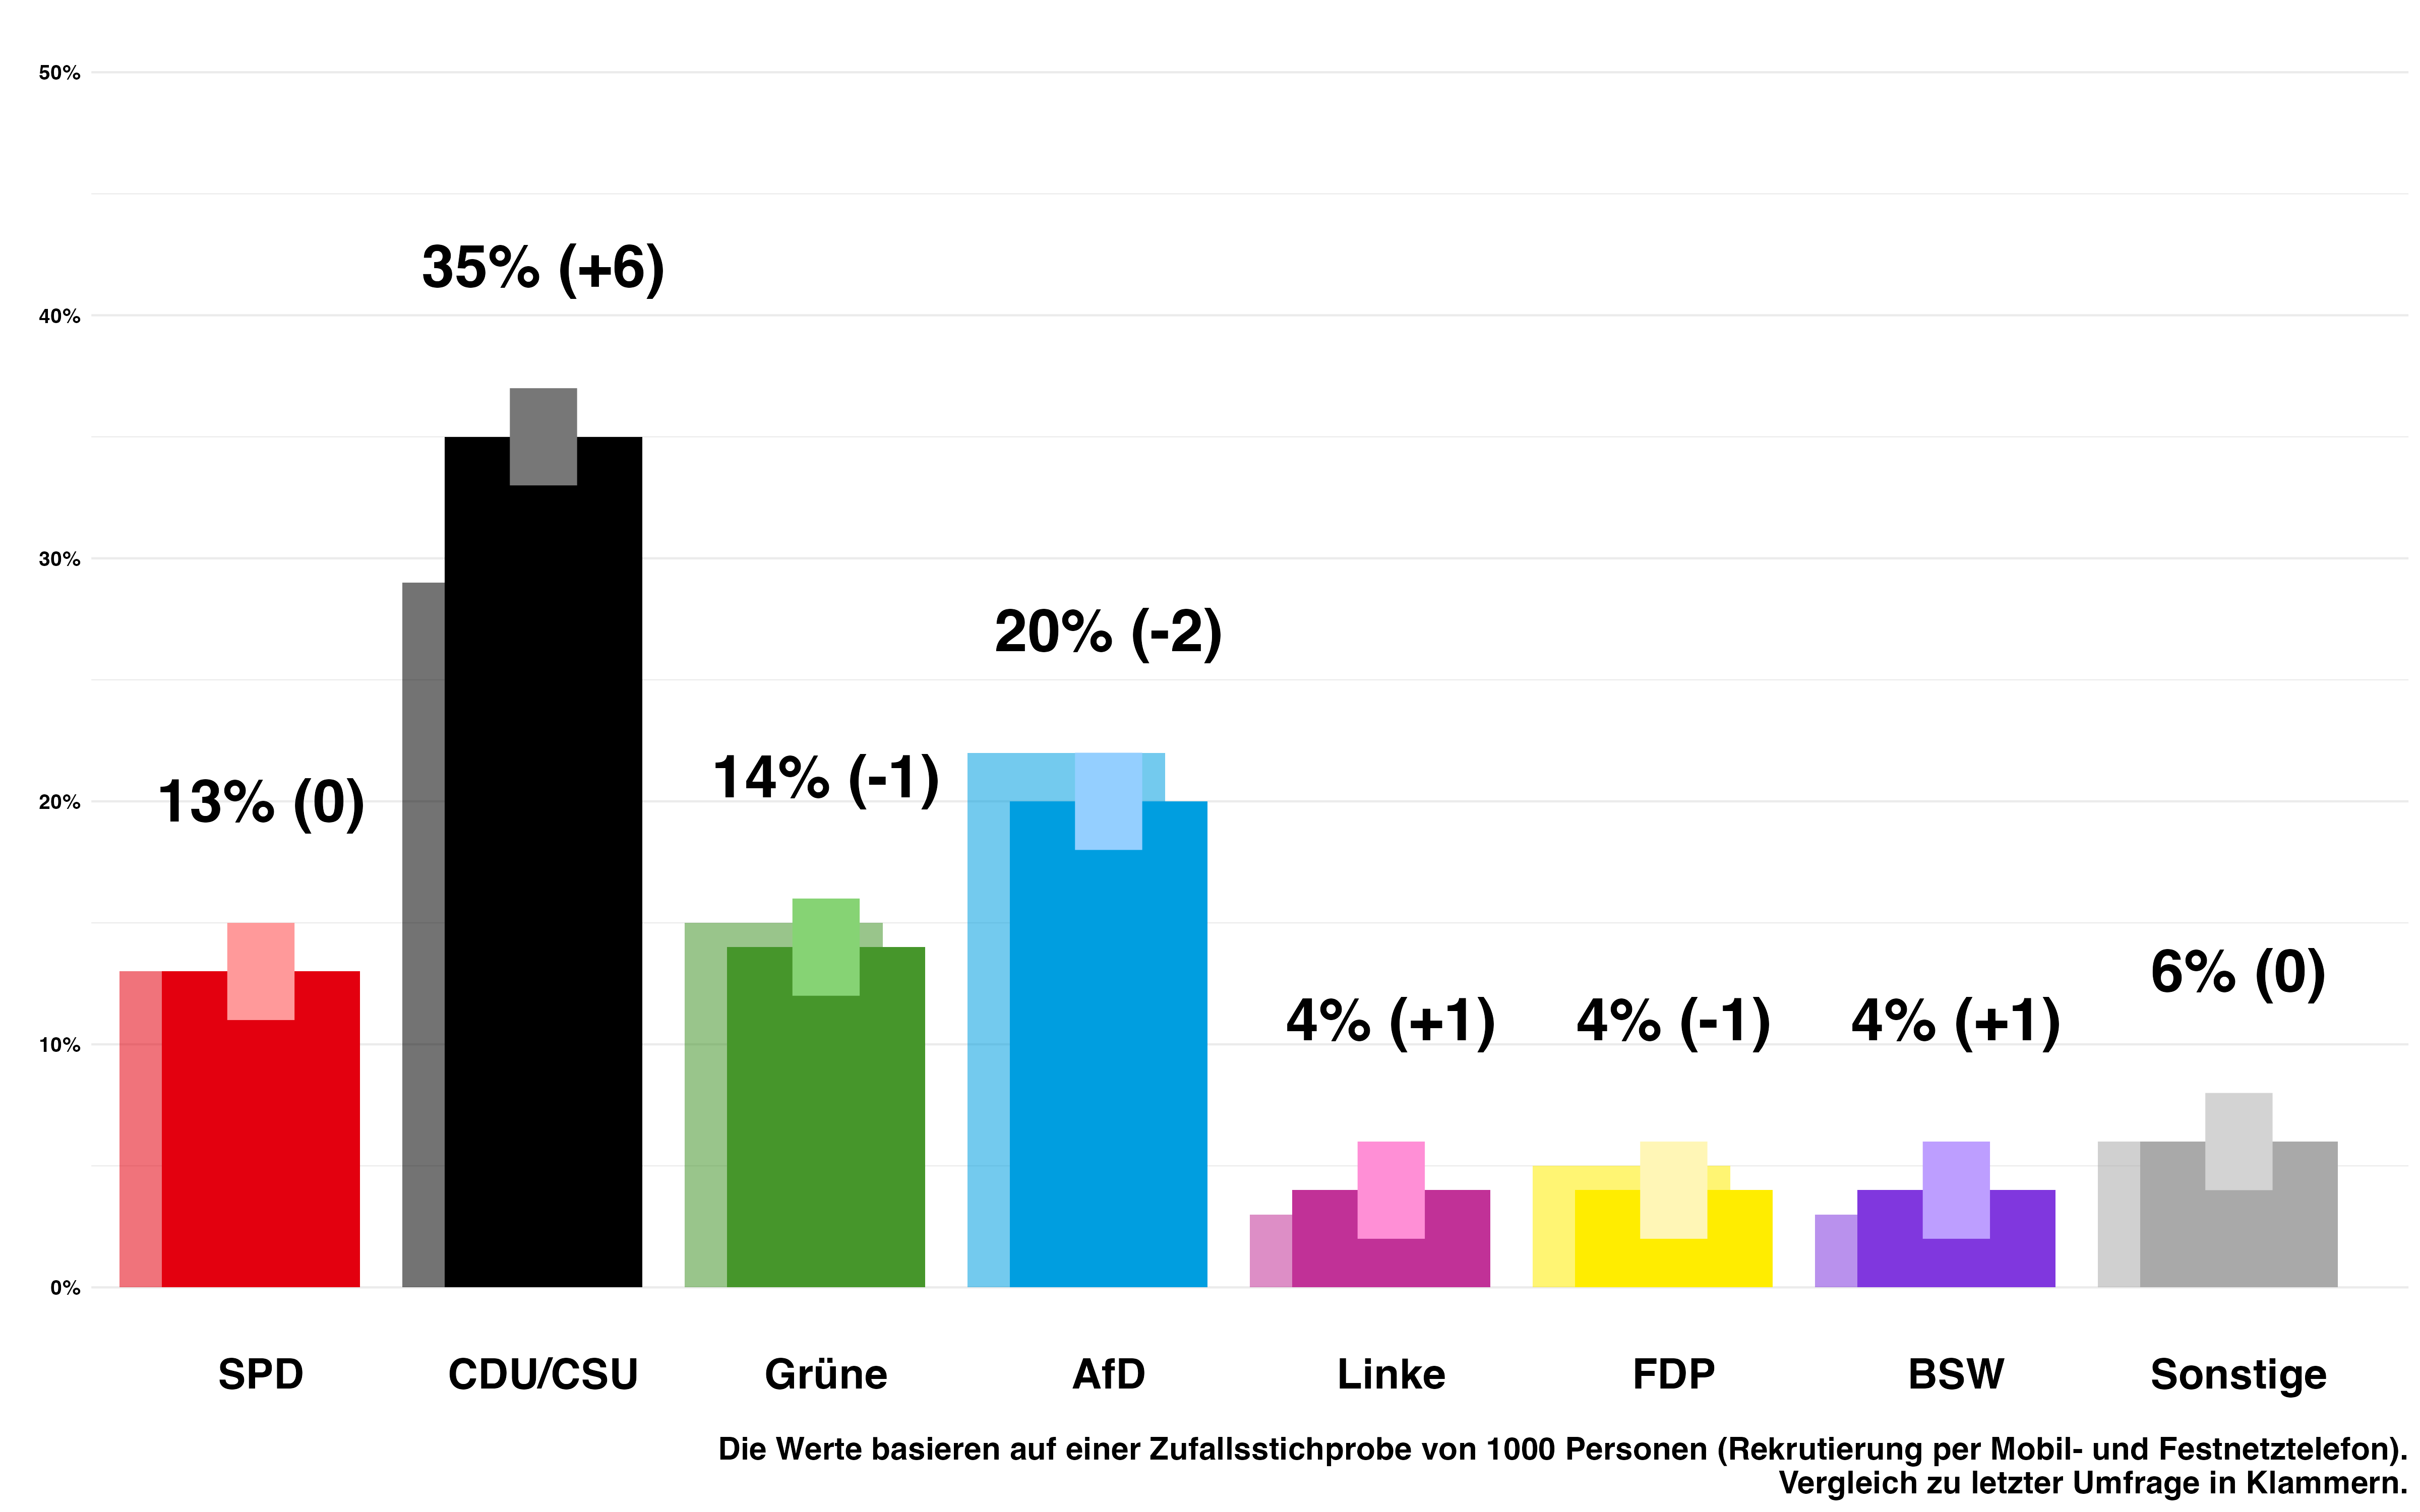 50%
40%
30%
20%
10%
0%
13% (0)
35% (+6)
14% (-1)
20% (-2)
4% (+1)
4% (-1)
4% (+1)
6% (0)
SPD
CDU/CSU
Grüne
AfD
Linke
FDP
BSW
Sonstige
Die Werte basieren auf einer Zufallsstichprobe von 1000 Personen (Rekrutierung per Mobil- und Festnetztelefon).
Vergleich zu letzter Umfrage in Klammern.